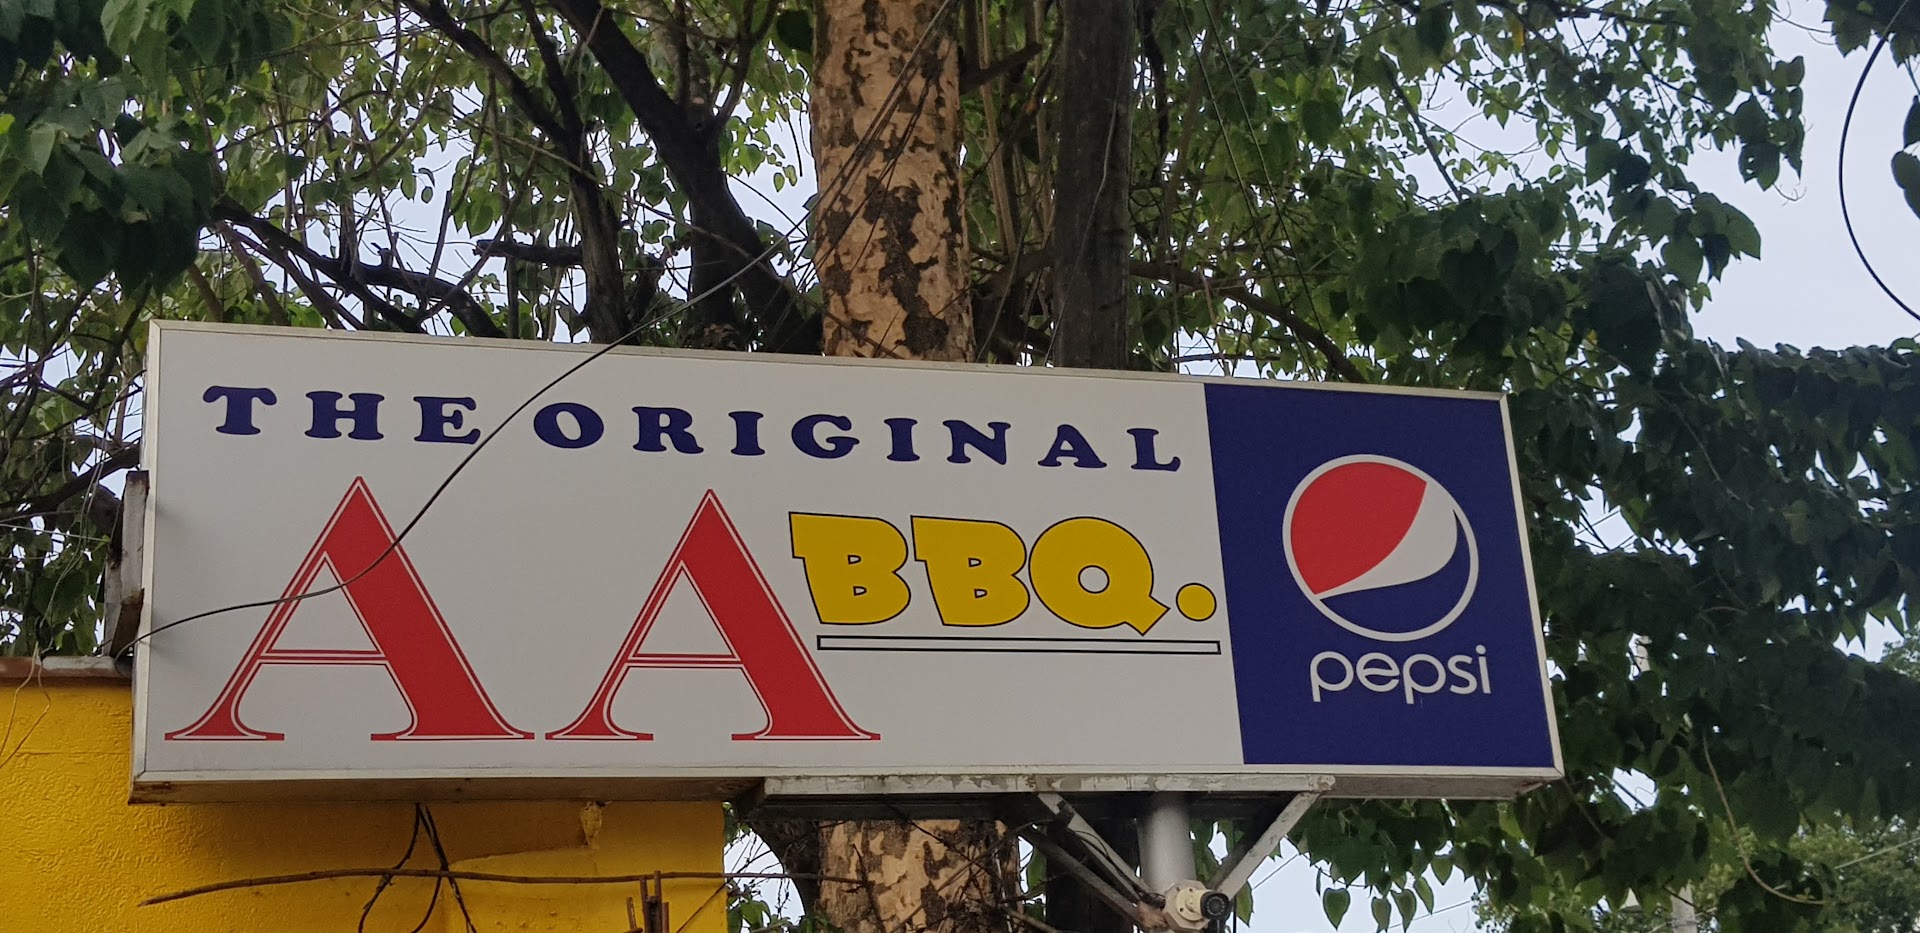 THE ORIGINAL
AA BBQ.
pepsi